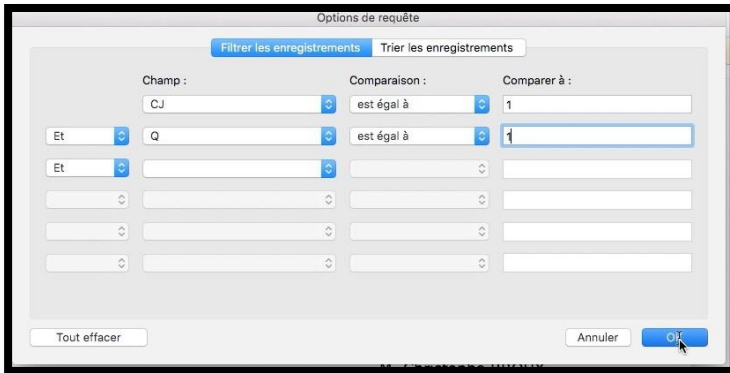 Options de requête
Filtrer les enregistrements Trier les enregistrements
Champ : Comparaison : Comparer à :
CJ est égal à 1
Et Q est égal à 1
Et
Tout effacer Annuler OK
M. Christophe